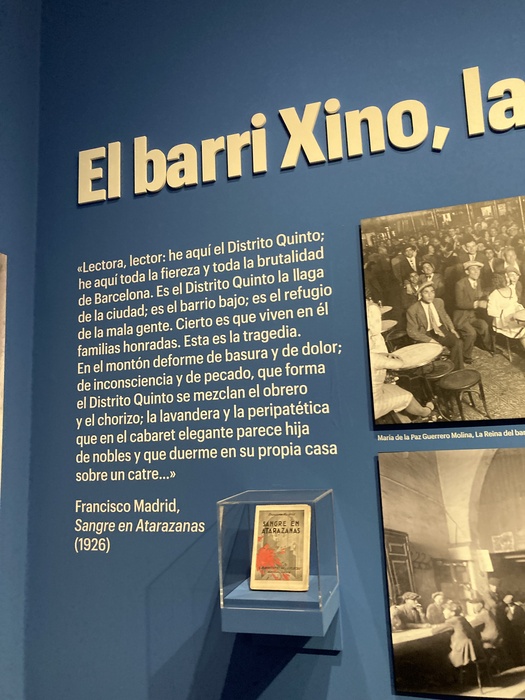 El barri Xino, la
«Lectora, lector: he aquí el Distrito Quinto;
he aquí toda la fiereza y toda la brutalidad
de Barcelona. Es el Distrito Quinto la llaga
de la ciudad; es el barrio bajo; es el refugio
de la mala gente. Cierto es que viven en él
familias honradas. Esta es la tragedia.
En el montón deforme de basura y de dolor;
de inconsciencia y de pecado, que forma
el Distrito Quinto se mezclan el obrero
y el chorizo; la lavandera y la peripatética
que en el cabaret elegante parece hija
de nobles y que duerme en su propia casa
sobre un catre...»
Francisco Madrid,
Sangre en Atarazanas
(1926)
SANGRE EN
ATARAZANAS
María de la Paz Guerrero Molina, La Reina del ba